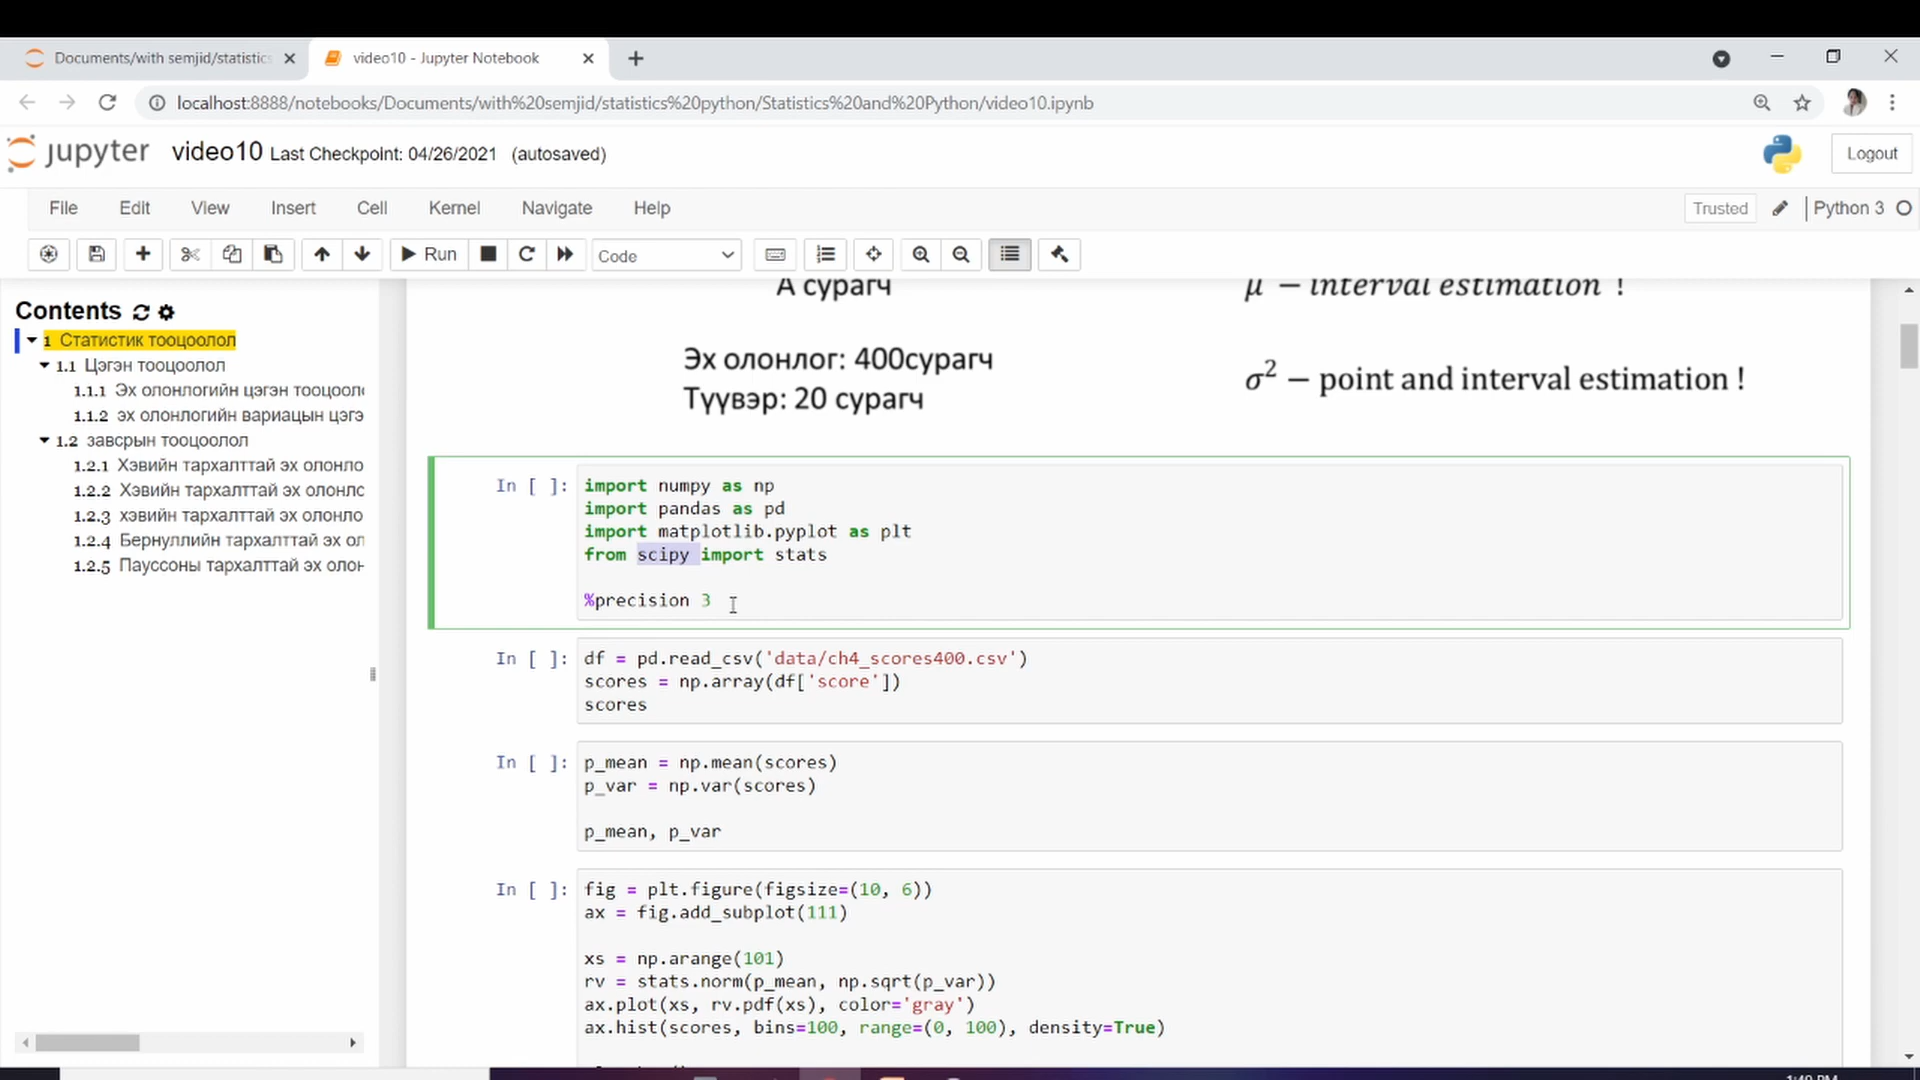 Documents/with semjid/statistics
video10 - Jupyter Notebook
localhost:8888/notebooks/Documents/with%20semjid/statistics%20python/Statistics%20and%20Python/video10.ipynb
jupyter video10 Last Checkpoint: 04/26/2021 (autosaved)
Logout
File Edit View Insert Cell Kernel Navigate Help
Trusted Python 3
Run Code
Contents
1 Статистик тооцоолол
1.1 Цэгэн тооцоолол
1.1.1 Эх олонлогийн цэгэн тооцоол
1.1.2 эх олонлогийн вариацын цэгэ
1.2 завсрын тооцоолол
1.2.1 Хэвийн тархалттай эх олонло
1.2.2 Хэвийн тархалттай эх олонлс
1.2.3 хэвийн тархалттай эх олонло
1.2.4 Бернуллийн тархалттай эх ол
1.2.5 Пауссоны тархалттай эх олон
А сурагч
μ – interval estimation !
Эх олонлог: 400сурагч
Түүвэр: 20 сурагч
σ² – point and interval estimation !
In [ ]:
import numpy as np
import pandas as pd
import matplotlib.pyplot as plt
from scipy import stats
%precision 3
In [ ]:
df = pd.read_csv('data/ch4_scores400.csv')
scores = np.array(df['score'])
scores
In [ ]:
p_mean = np.mean(scores)
p_var = np.var(scores)
p_mean, p_var
In [ ]:
fig = plt.figure(figsize=(10, 6))
ax = fig.add_subplot(111)
xs = np.arange(101)
rv = stats.norm(p_mean, np.sqrt(p_var))
ax.plot(xs, rv.pdf(xs), color='gray')
ax.hist(scores, bins=100, range=(0, 100), density=True)